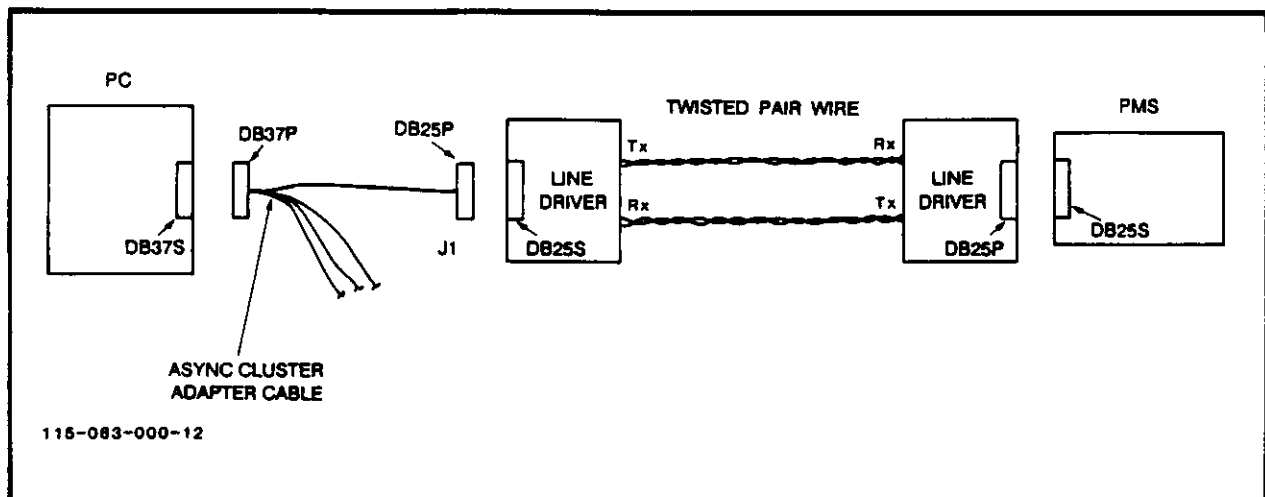 PC
DB37P
DB25P
TWISTED PAIR WIRE
PMS
Tx
Rx
LINE
DRIVER
LINE
DRIVER
Rx
Tx
DB37S
J1
DB25S
DB25P
DB25S
ASYNC CLUSTER
ADAPTER CABLE
115-063-000-12